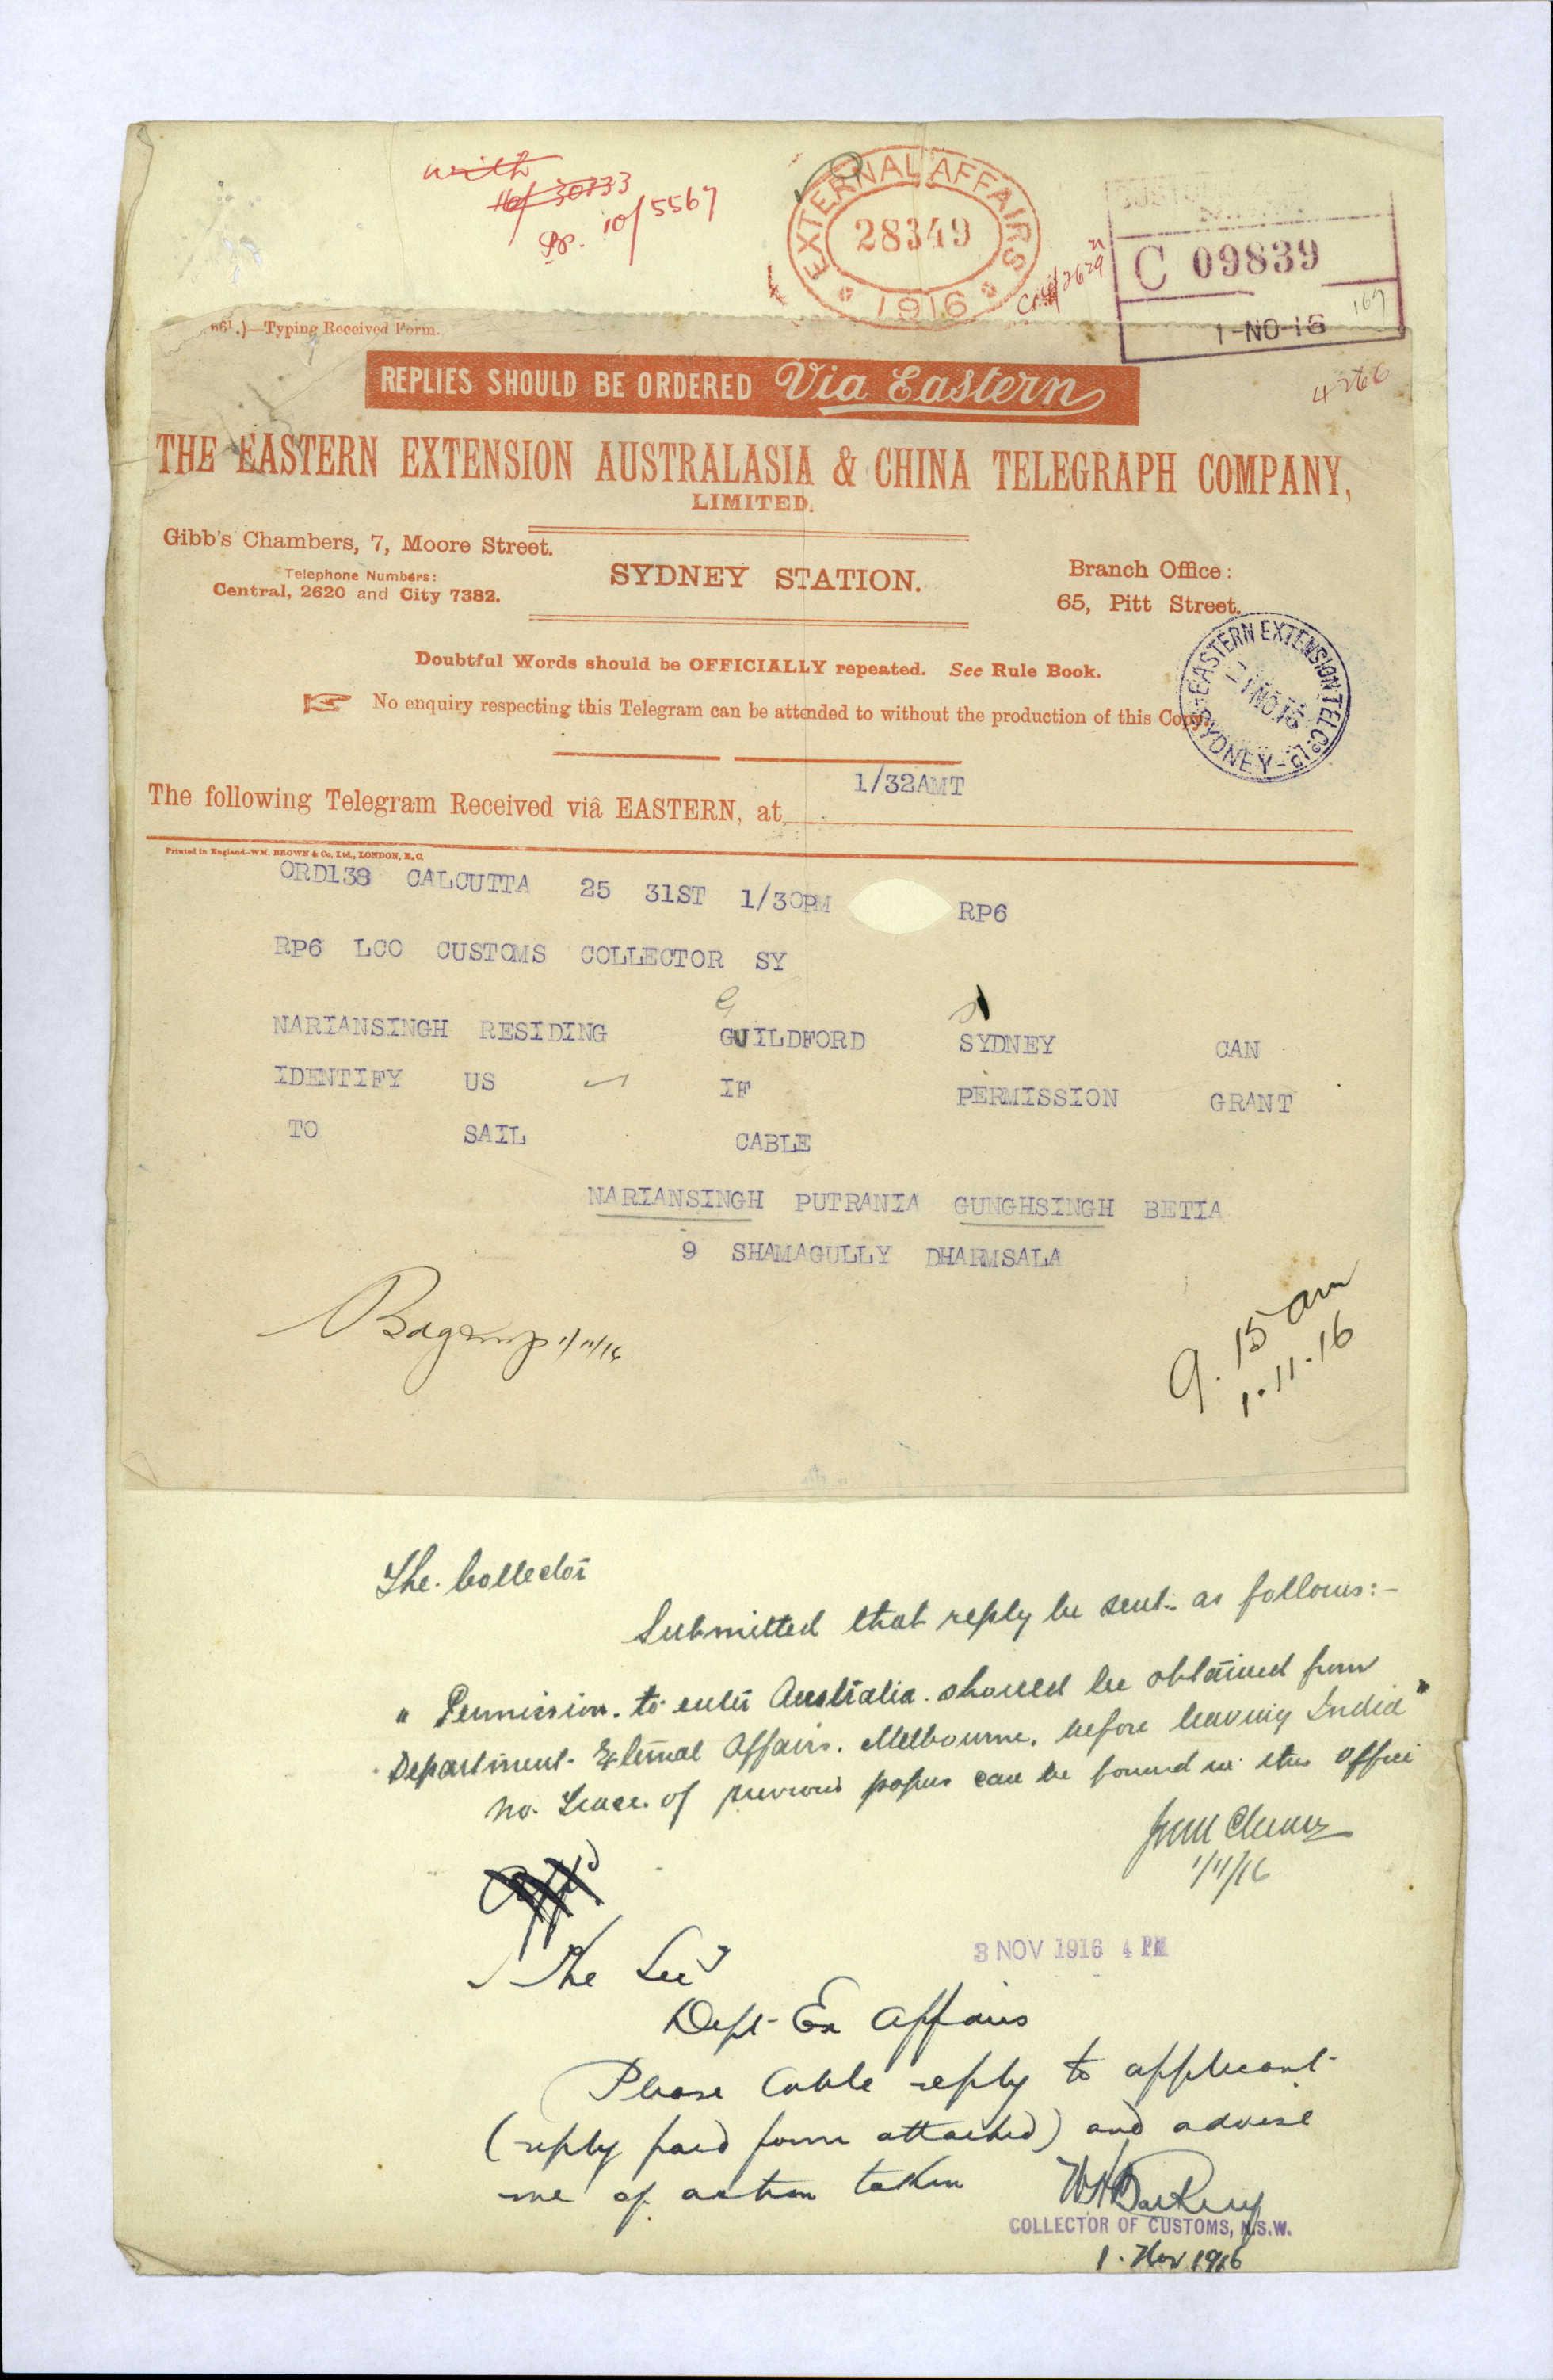 with
16/30733
Pp. 10/5567
EXTERNAL AFFAIRS
28349
1916
C 09839
1-NO-16
167
4266
—Typing Received Form.
REPLIES SHOULD BE ORDERED Via Eastern
THE EASTERN EXTENSION AUSTRALASIA & CHINA TELEGRAPH COMPANY,
LIMITED.
Gibb's Chambers, 7, Moore Street.
Telephone Numbers:
Central, 2620 and City 7382.
SYDNEY STATION.
Branch Office:
65, Pitt Street.
EASTERN EXTENSION TEL Co. Ld
1 NO.16
SYDNEY
Doubtful Words should be OFFICIALLY repeated. See Rule Book.
No enquiry respecting this Telegram can be attended to without the production of this Copy.
The following Telegram Received viâ EASTERN, at 1/32AMT
Printed in England—WM. BROWN & Co, Ltd., LONDON, E.C.
ORD138 CALCUTTA 25 31ST 1/30PM RP6
RP6 LCO CUSTOMS COLLECTOR SY
NARIANSINGH RESIDING GUILDFORD SYDNEY CAN
IDENTIFY US IF PERMISSION GRANT
TO SAIL CABLE
NARIANSINGH PUTRANIA GUNGHSINGH BETIA
9 SHAMAGULLY DHARMSALA
1/11/16
9.15 am
1.11.16
The Collector
Submitted that reply be sent as follows:-
"Permission to enter Australia should be obtained from
Department External Affairs. Melbourne, before leaving India"
No trace of previous papers can be found in this office
1/11/16
3 NOV 1916 4 PM
The Secy
Dept Ex Affairs
Please Cable reply to applicant
(reply paid form attached) and advise
me of action taken
COLLECTOR OF CUSTOMS, N.S.W.
1. Nov 1916